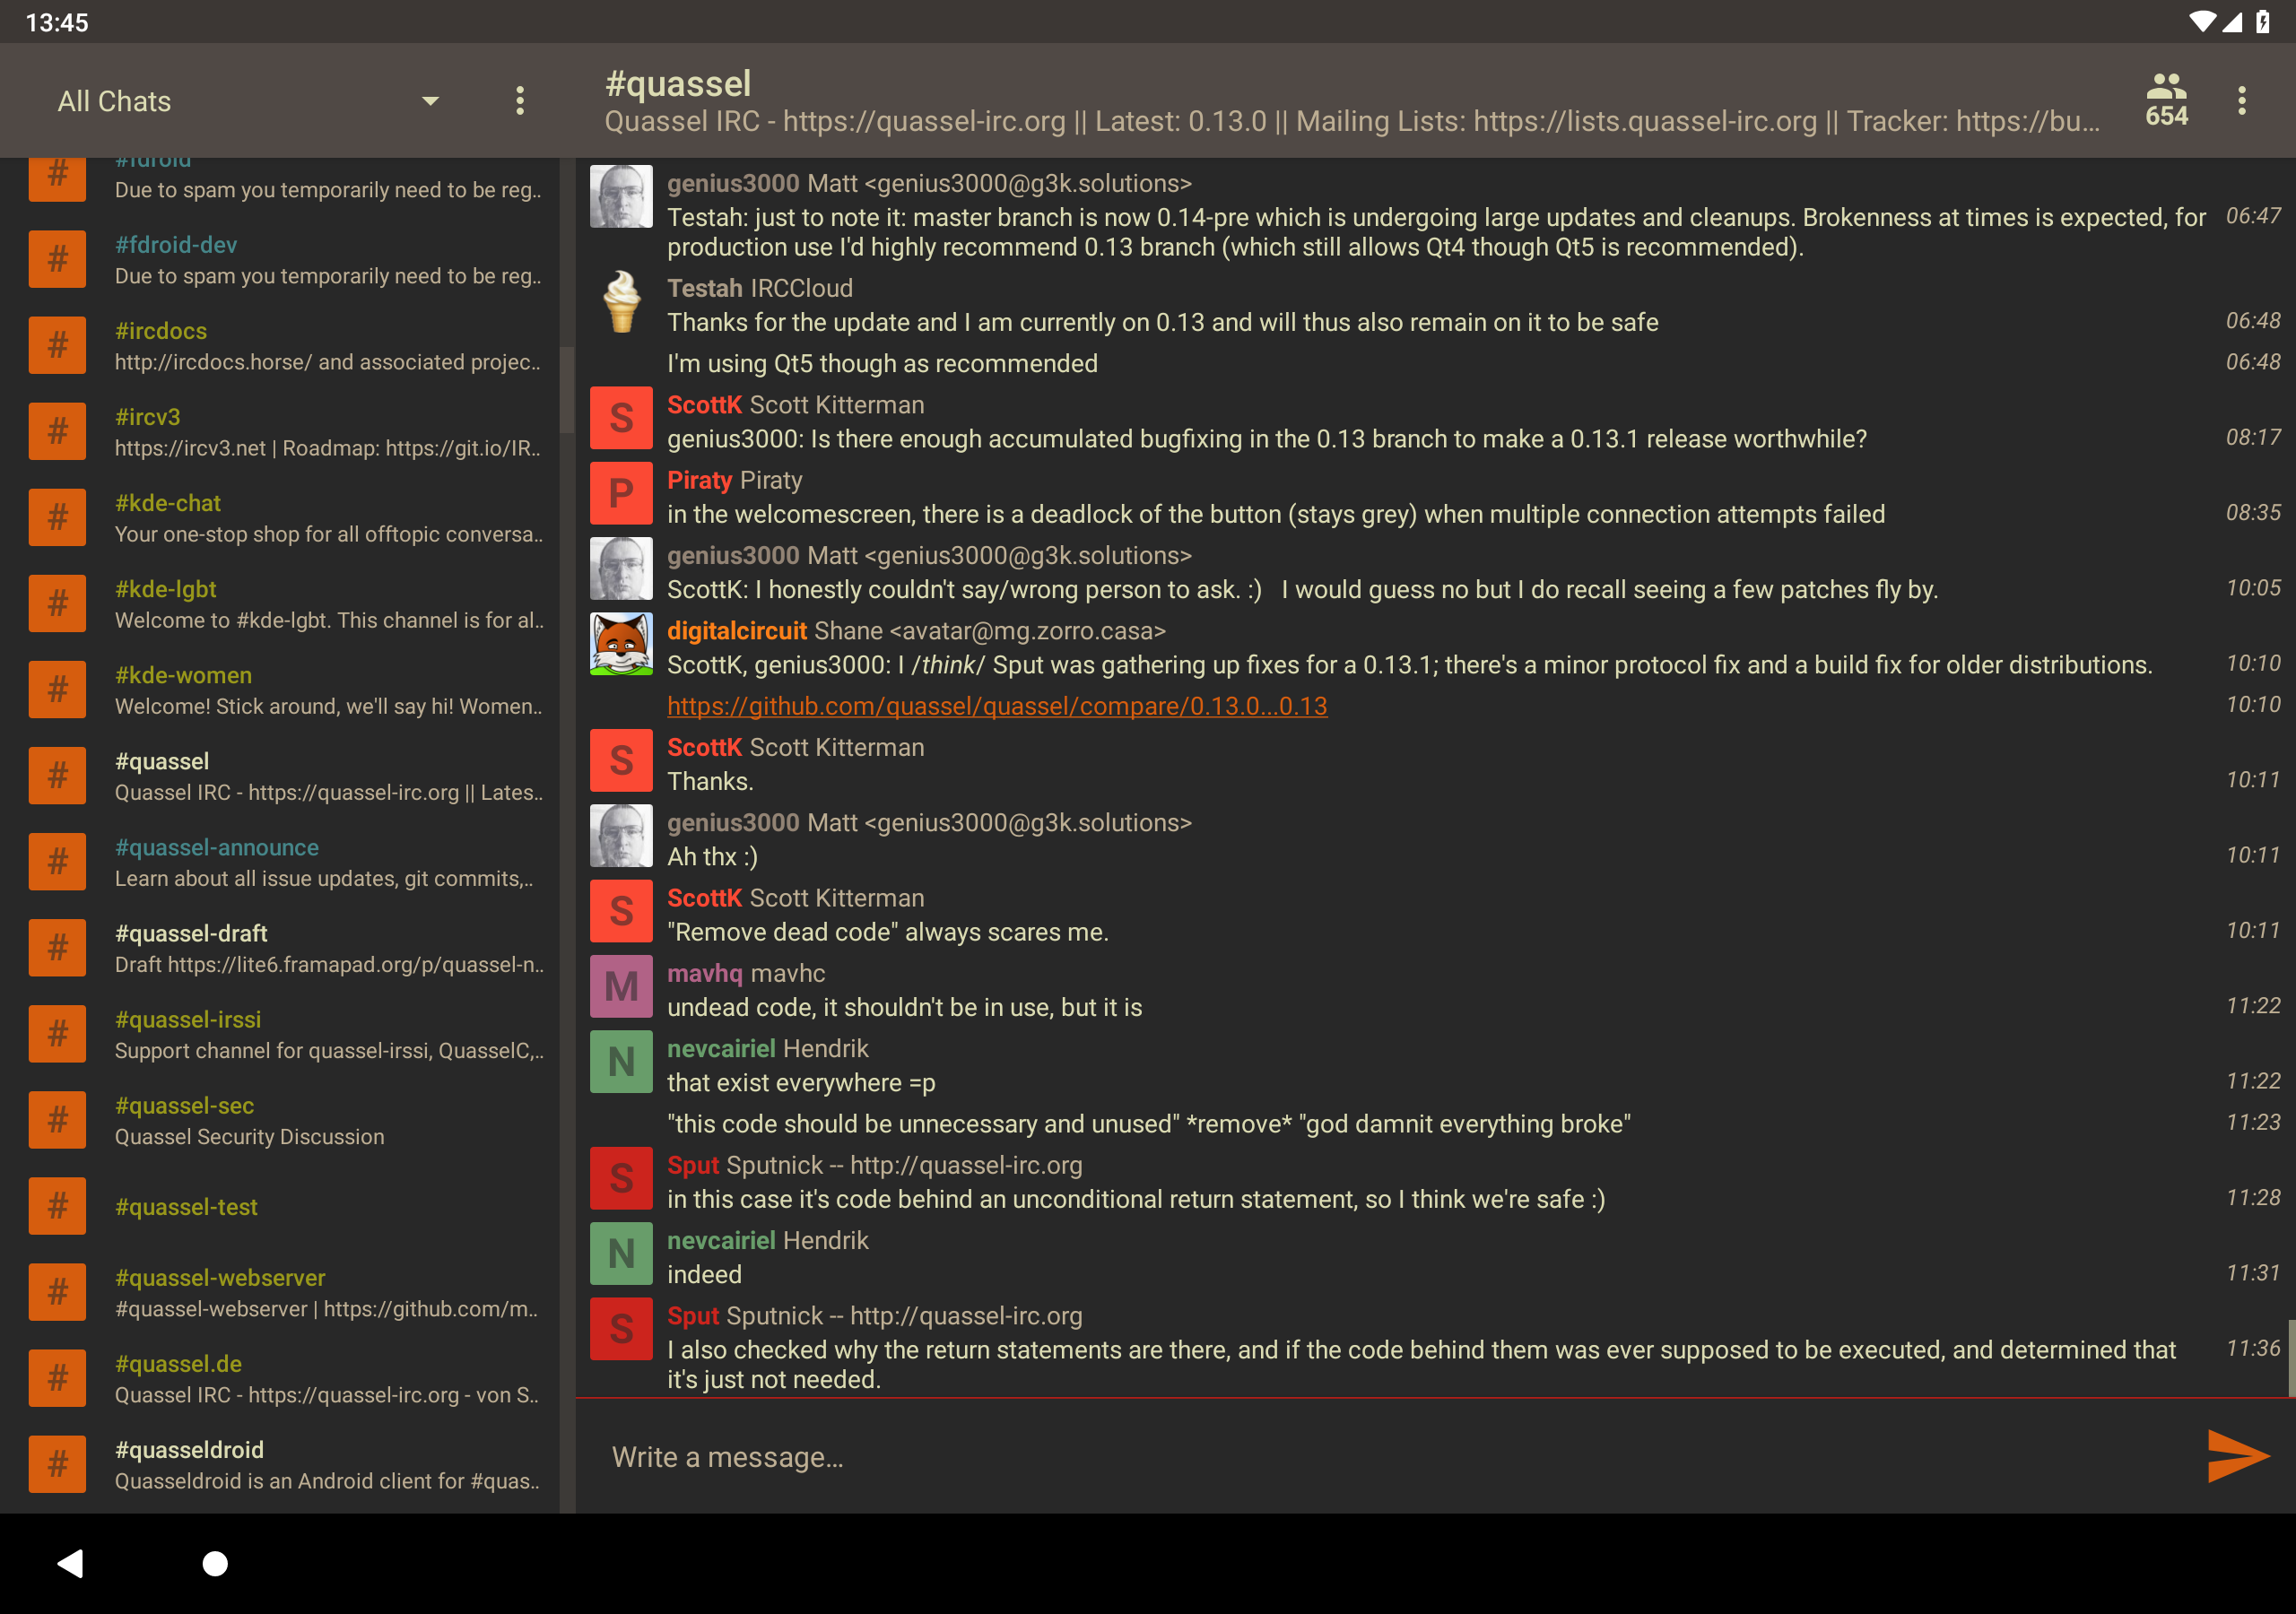 13:45
All Chats
#quassel
Quassel IRC - https://quassel-irc.org || Latest: 0.13.0 || Mailing Lists: https://lists.quassel-irc.org || Tracker: https://bu...
654
#fdroid
Due to spam you temporarily need to be reg..
#
#fdroid-dev
Due to spam you temporarily need to be reg..
#
#ircdocs
http://ircdocs.horse/ and associated projec..
#
#ircv3
https://ircv3.net | Roadmap: https://git.io/IR..
#
#kde-chat
Your one-stop shop for all offtopic conversa..
#
#kde-lgbt
Welcome to #kde-lgbt. This channel is for al..
#
#kde-women
Welcome! Stick around, we'll say hi! Women..
#
#quassel
Quassel IRC - https://quassel-irc.org || Lates..
#
#quassel-announce
Learn about all issue updates, git commits,..
#
#quassel-draft
Draft https://lite6.framapad.org/p/quassel-n..
#
#quassel-irssi
Support channel for quassel-irssi, QuasselC,..
#
#quassel-sec
Quassel Security Discussion
#
#quassel-test
#
#quassel-webserver
#quassel-webserver | https://github.com/m..
#
#quassel.de
Quassel IRC - https://quassel-irc.org - von S..
#
#quasseldroid
Quasseldroid is an Android client for #quas..
#
genius3000 Matt <genius3000@g3k.solutions>
Testah: just to note it: master branch is now 0.14-pre which is undergoing large updates and cleanups. Brokenness at times is expected, for 06:47
production use I'd highly recommend 0.13 branch (which still allows Qt4 though Qt5 is recommended).
Testah IRCCloud
Thanks for the update and I am currently on 0.13 and will thus also remain on it to be safe 06:48
I'm using Qt5 though as recommended 06:48
S
ScottK Scott Kitterman
genius3000: Is there enough accumulated bugfixing in the 0.13 branch to make a 0.13.1 release worthwhile? 08:17
P
Piraty Piraty
in the welcomescreen, there is a deadlock of the button (stays grey) when multiple connection attempts failed 08:35
genius3000 Matt <genius3000@g3k.solutions>
ScottK: I honestly couldn't say/wrong person to ask. :)   I would guess no but I do recall seeing a few patches fly by. 10:05
digitalcircuit Shane <avatar@mg.zorro.casa>
ScottK, genius3000: I /think/ Sput was gathering up fixes for a 0.13.1; there's a minor protocol fix and a build fix for older distributions. 10:10
https://github.com/quassel/quassel/compare/0.13.0...0.13 10:10
S
ScottK Scott Kitterman
Thanks. 10:11
genius3000 Matt <genius3000@g3k.solutions>
Ah thx :) 10:11
S
ScottK Scott Kitterman
"Remove dead code" always scares me. 10:11
M
mavhq mavhc
undead code, it shouldn't be in use, but it is 11:22
N
nevcairiel Hendrik
that exist everywhere =p 11:22
"this code should be unnecessary and unused" *remove* "god damnit everything broke" 11:23
S
Sput Sputnick -- http://quassel-irc.org
in this case it's code behind an unconditional return statement, so I think we're safe :) 11:28
N
nevcairiel Hendrik
indeed 11:31
S
Sput Sputnick -- http://quassel-irc.org
I also checked why the return statements are there, and if the code behind them was ever supposed to be executed, and determined that 11:36
it's just not needed.
Write a message...